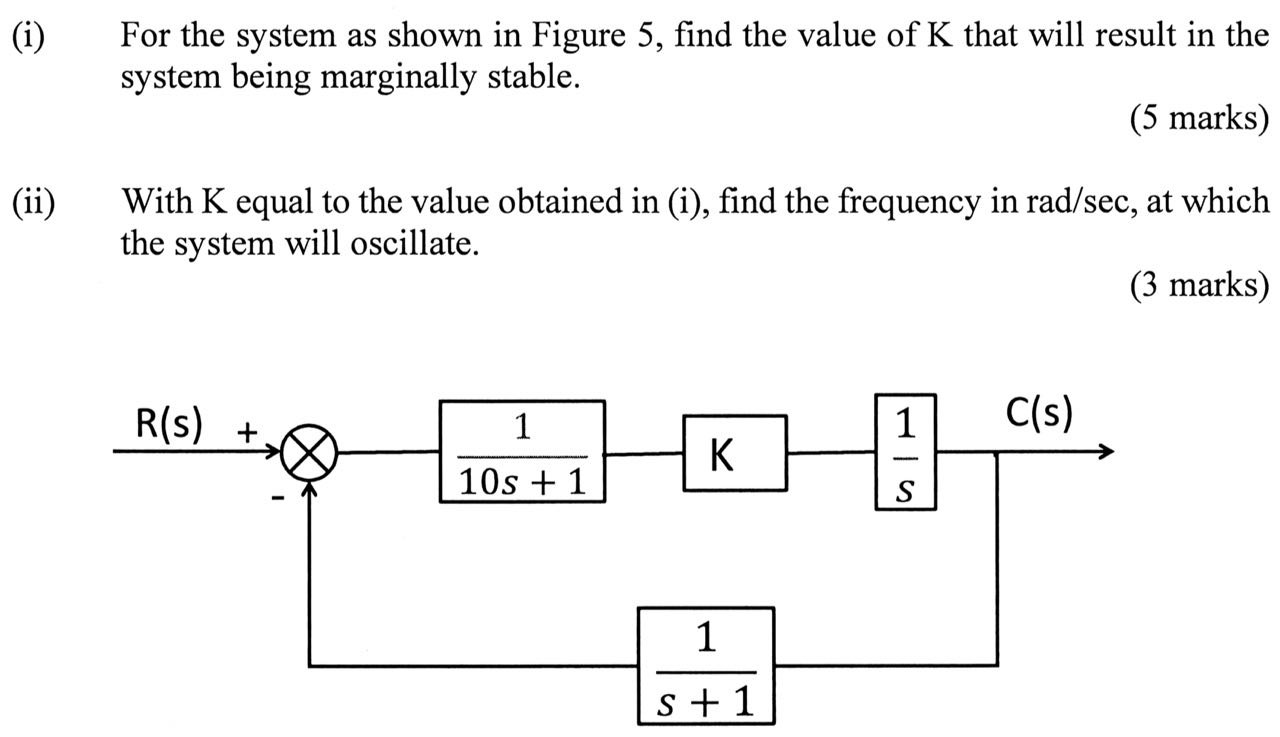 (i) For the system as shown in Figure 5, find the value of K that will result in the
system being marginally stable.
(5 marks)
(ii) With K equal to the value obtained in (i), find the frequency in rad/sec, at which
the system will oscillate.
(3 marks)
R(s) + -
1
10s + 1
K
1
s
C(s)
1
s + 1